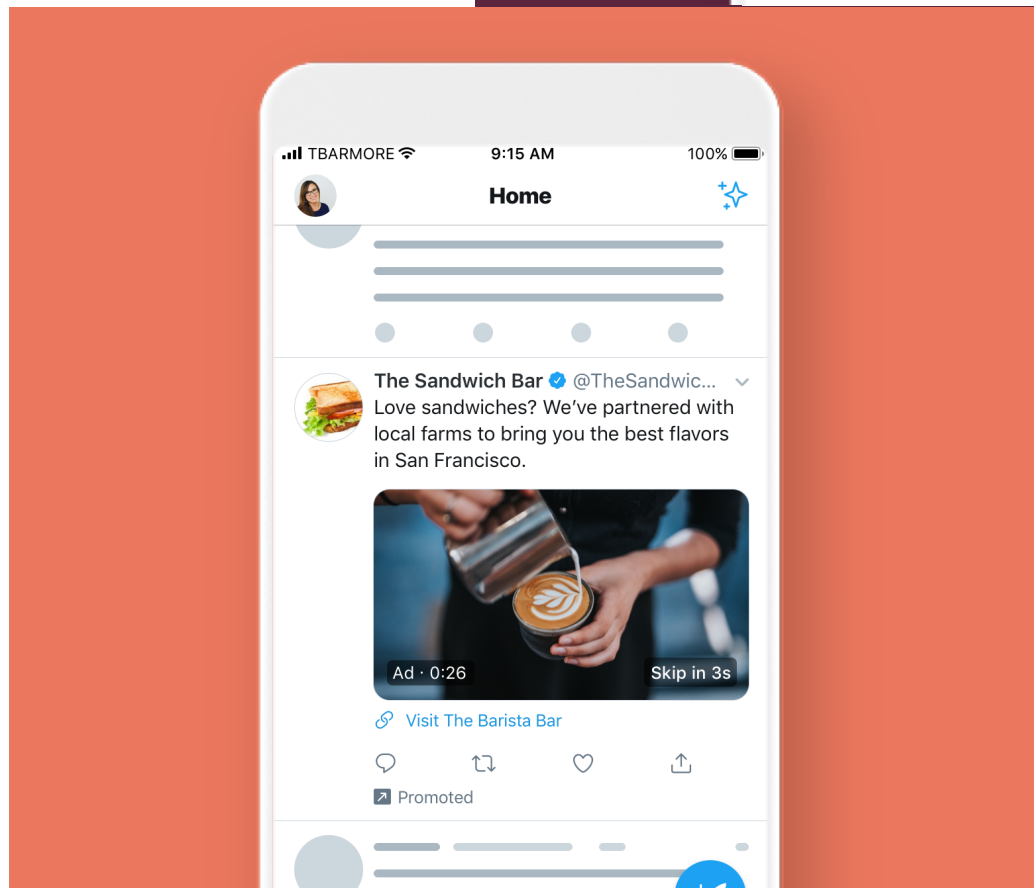 TBARMORE 9:15 AM 100%
Home
The Sandwich Bar @TheSandwic...
Love sandwiches? We’ve partnered with
local farms to bring you the best flavors
in San Francisco.
Ad · 0:26 Skip in 3s
Visit The Barista Bar
Promoted